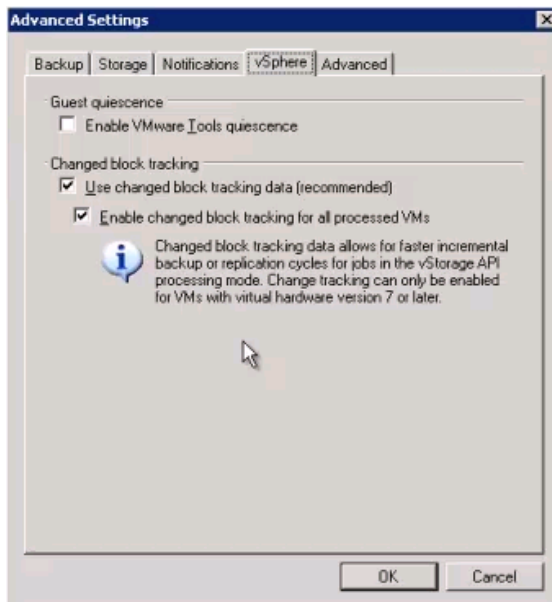 Advanced Settings
Backup Storage Notifications vSphere Advanced
Guest quiescence
Enable VMware Tools quiescence
Changed block tracking
Use changed block tracking data (recommended)
Enable changed block tracking for all processed VMs
Changed block tracking data allows for faster incremental
backup or replication cycles for jobs in the vStorage API
processing mode. Change tracking can only be enabled
for VMs with virtual hardware version 7 or later.
OK Cancel